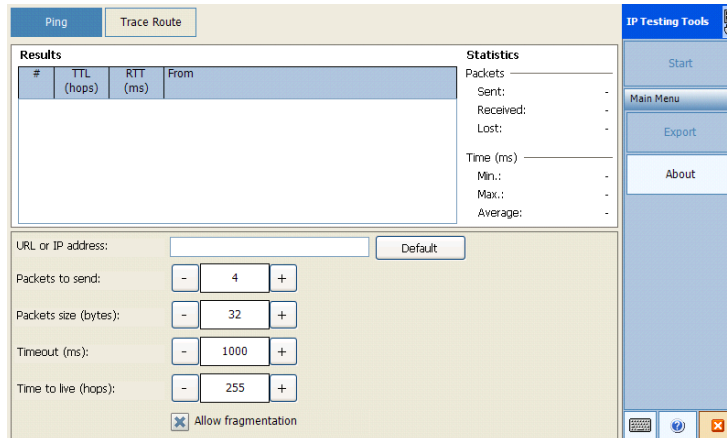 Ping
Trace Route
IP Testing Tools
Start
Main Menu
Export
About
Results
# TTL (hops) RTT (ms) From
Statistics
Packets
Sent: -
Received: -
Lost: -
Time (ms)
Min.: -
Max.: -
Average: -
URL or IP address: Default
Packets to send: - 4 +
Packets size (bytes): - 32 +
Timeout (ms): - 1000 +
Time to live (hops): - 255 +
Allow fragmentation